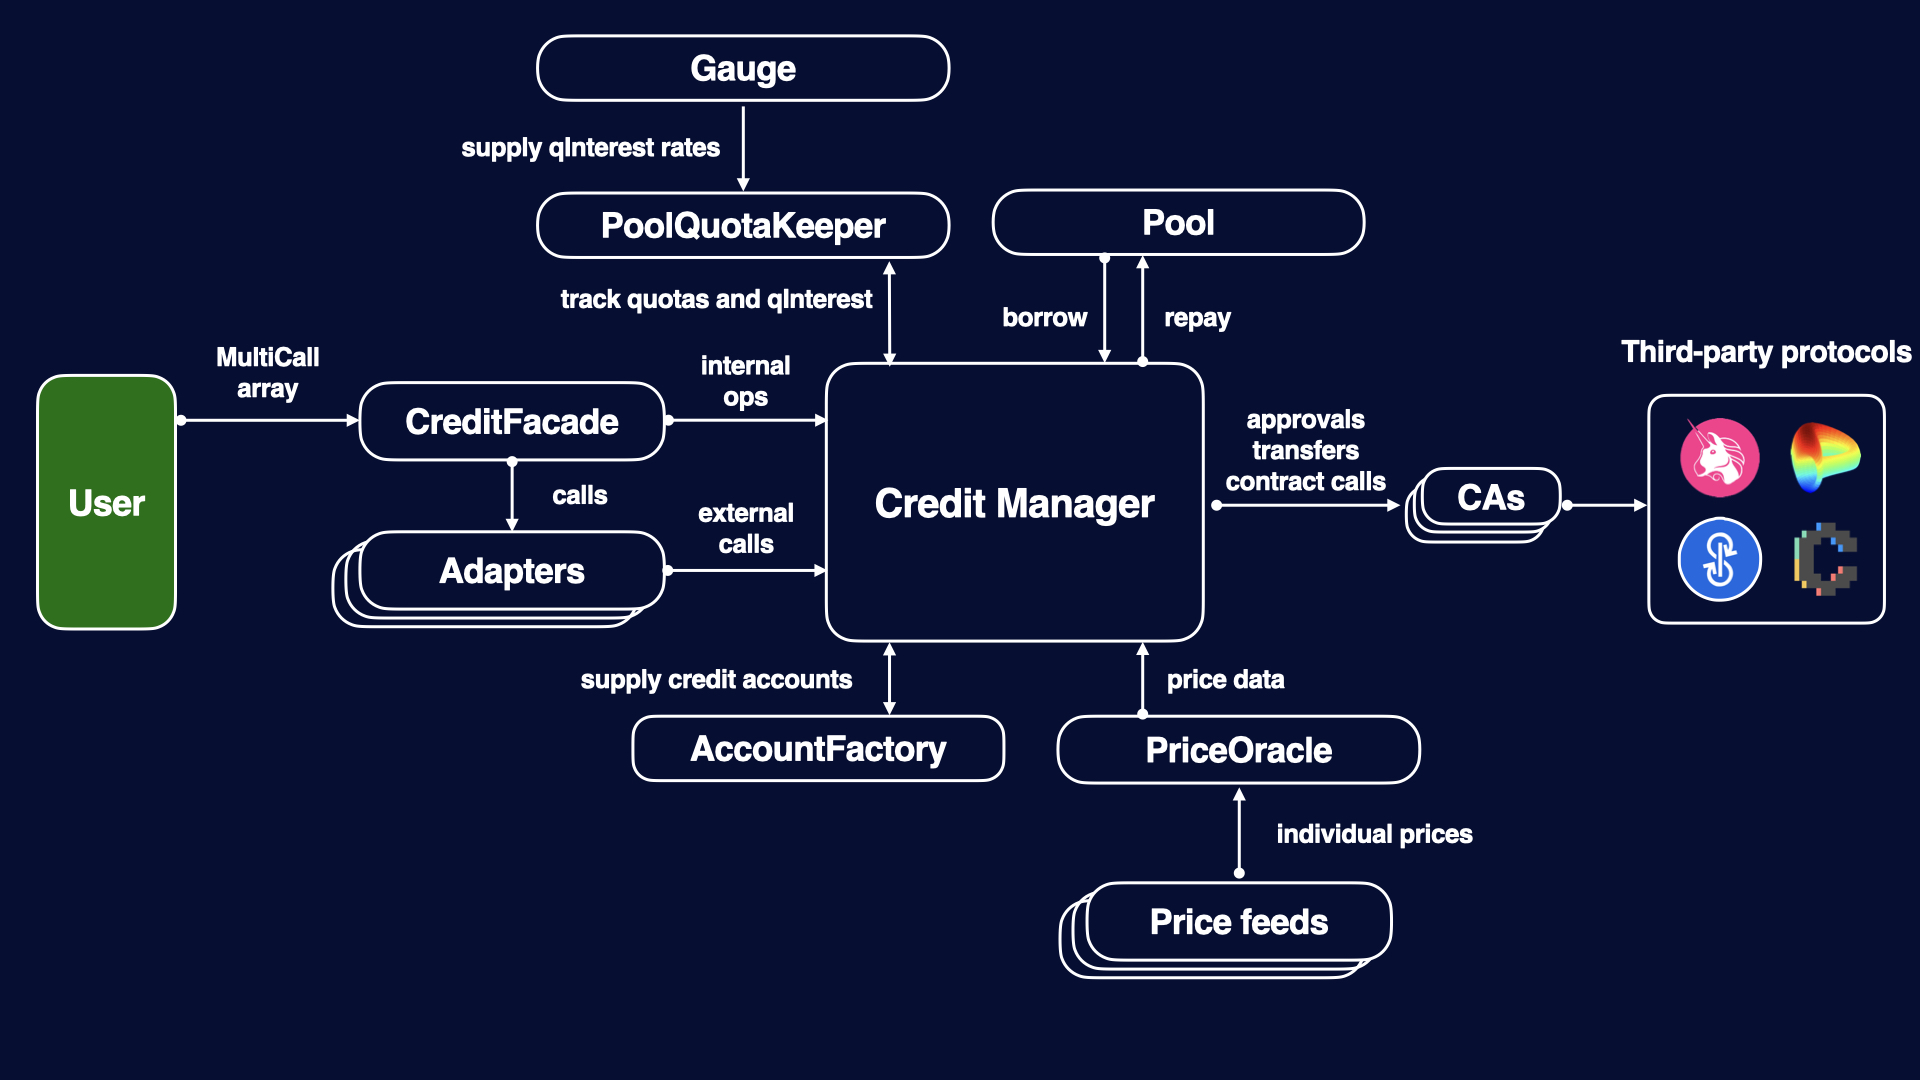 Gauge
supply qInterest rates
PoolQuotaKeeper
Pool
track quotas and qInterest
borrow
repay
MultiCall
array
internal
ops
Third-party protocols
User
CreditFacade
calls
Adapters
external
calls
Credit Manager
approvals
transfers
contract calls
CAs
supply credit accounts
price data
AccountFactory
PriceOracle
individual prices
Price feeds